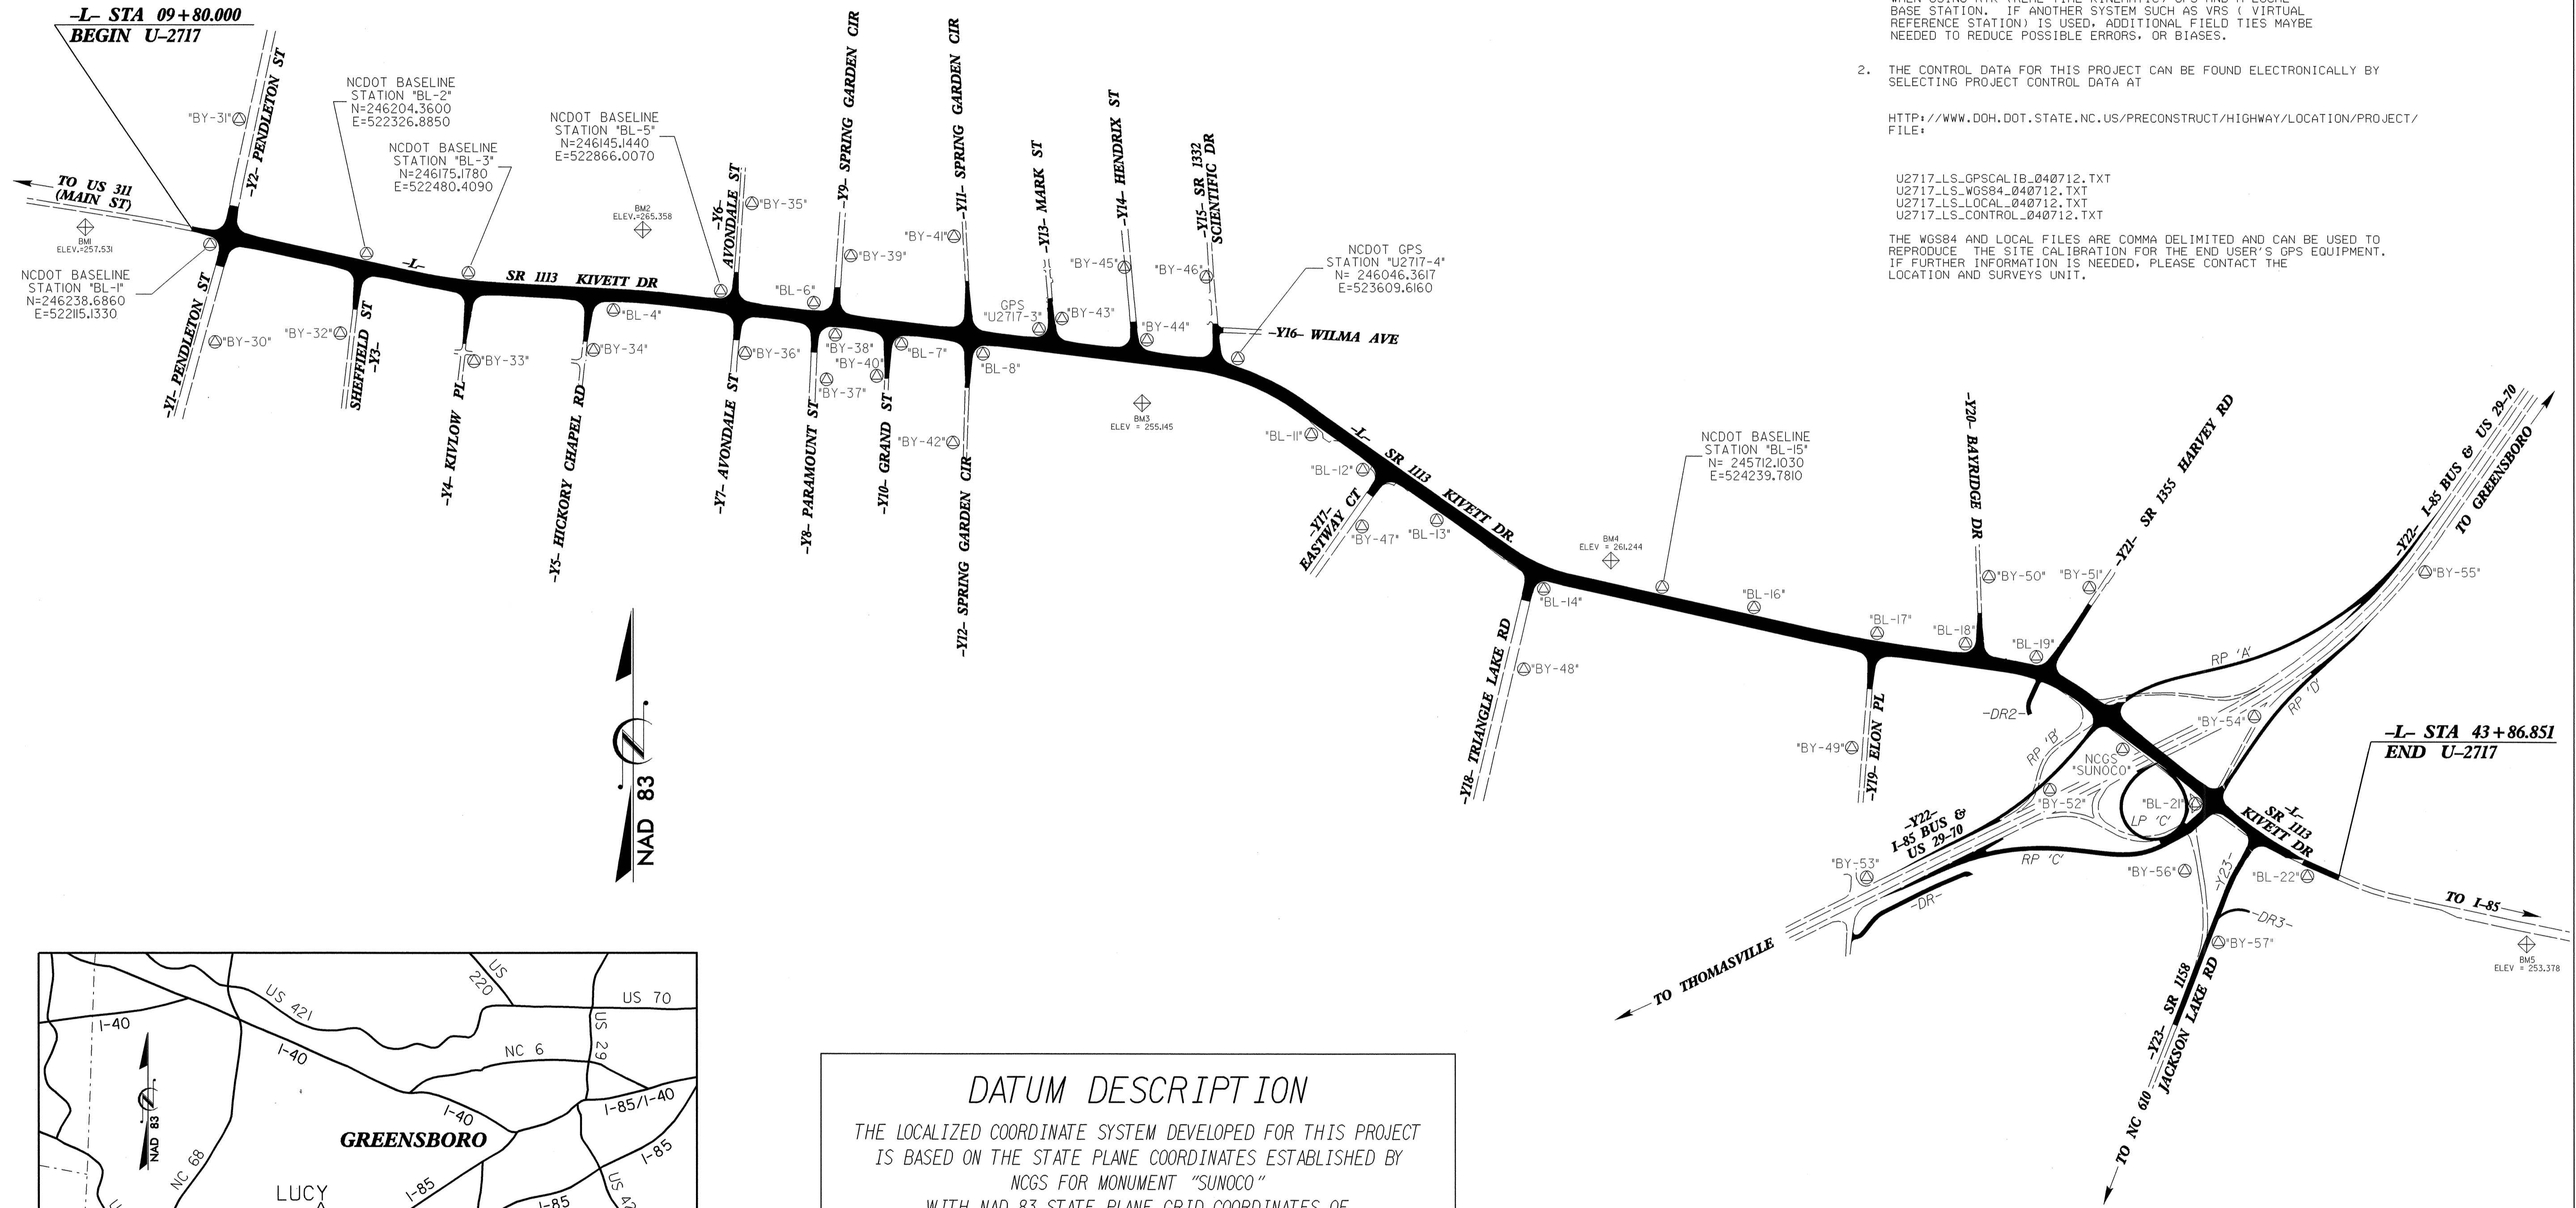 -L- STA 09+80.000
BEGIN U-2717
-Y2- PENDLETON ST
"BY-31"
TO US 311
(MAIN ST)
BM1
ELEV.=257.531
NCDOT BASELINE
STATION "BL-1"
N=246238.6860
E=522115.1330
-Y1- PENDLETON ST
"BY-30"
NCDOT BASELINE
STATION "BL-2"
N=246204.3600
E=522326.8850
NCDOT BASELINE
STATION "BL-3"
N=246175.1780
E=522480.4090
NCDOT BASELINE
STATION "BL-5"
N=246145.1440
E=522866.0070
BM2
ELEV.=265.358
-L-
SR 1113 KIVETT DR
"BY-32"
SHEFFIELD ST
-Y3-
"BY-33"
-Y4- KIVLOW PL
"BL-4"
"BY-34"
-Y5- HICKORY CHAPEL RD
-Y6-
AVONDALE ST
"BY-35"
"BY-36"
-Y7- AVONDALE ST
"BL-6"
-Y9- SPRING GARDEN CIR
"BY-39"
"BY-38"
"BY-40"
"BY-37"
-Y8- PARAMOUNT ST
"BL-7"
-Y10- GRAND ST
-Y11- SPRING GARDEN CIR
"BY-41"
"BL-8"
"BY-42"
-Y12- SPRING GARDEN CIR
GPS
"U2717-3"
-Y13- MARK ST
"BY-43"
-Y14- HENDRIX ST
"BY-45"
"BY-44"
-Y15- SR 1332
SCIENTIFIC DR
"BY-46"
-Y16- WILMA AVE
NCDOT GPS
STATION "U2717-4"
N= 246046.3617
E=523609.6160
BM3
ELEV = 255.145
"BL-11"
"BL-12"
-L-
SR 1113 KIVETT DR.
-Y17-
EASTWAY CT
"BY-47"
"BL-13"
BM4
ELEV = 261.244
NCDOT BASELINE
STATION "BL-15"
N= 245712.1030
E=524239.7810
"BL-14"
"BY-48"
-Y18- TRIANGLE LAKE RD
"BL-16"
"BL-17"
"BY-49"
-Y19- ELON PL
-Y20- BAYRIDGE DR
"BY-50"
"BL-18"
"BL-19"
"BY-51"
-Y21- SR 1355 HARVEY RD
-DR2-
RP 'A'
RP 'B'
RP 'D'
-Y22- I-85 BUS & US 29-70
TO GREENSBORO
"BY-55"
"BY-54"
NCGS
"SUNOCO"
"BY-52"
"BL-21"
LP 'C'
RP 'C'
-Y22-
I-85 BUS &
US 29-70
"BY-53"
-DR-
TO THOMASVILLE
-L- STA 43+86.851
END U-2717
-L-
SR 1113
KIVETT DR
"BL-22"
"BY-56"
-Y23-
-DR3-
"BY-57"
TO I-85
BM5
ELEV = 253.378
-Y23- SR 1158
JACKSON LAKE RD
TO NC 610
BASE STATION. IF ANOTHER SYSTEM SUCH AS VRS ( VIRTUAL
REFERENCE STATION) IS USED, ADDITIONAL FIELD TIES MAYBE
NEEDED TO REDUCE POSSIBLE ERRORS, OR BIASES.
2. THE CONTROL DATA FOR THIS PROJECT CAN BE FOUND ELECTRONICALLY BY
SELECTING PROJECT CONTROL DATA AT
HTTP://WWW.DOH.DOT.STATE.NC.US/PRECONSTRUCT/HIGHWAY/LOCATION/PROJECT/
FILE:
U2717_LS_GPSCALIB_040712.TXT
U2717_LS_WGS84_040712.TXT
U2717_LS_LOCAL_040712.TXT
U2717_LS_CONTROL_040712.TXT
THE WGS84 AND LOCAL FILES ARE COMMA DELIMITED AND CAN BE USED TO
REPRODUCE THE SITE CALIBRATION FOR THE END USER'S GPS EQUIPMENT.
IF FURTHER INFORMATION IS NEEDED, PLEASE CONTACT THE
LOCATION AND SURVEYS UNIT.
NAD 83
US 421
US 220
US 70
I-40
I-40
NC 6
US 29
NAD 83
I-40
I-85/I-40
GREENSBORO
NC 68
I-85
I-85
I-85
LUCY
DATUM DESCRIPTION
THE LOCALIZED COORDINATE SYSTEM DEVELOPED FOR THIS PROJECT
IS BASED ON THE STATE PLANE COORDINATES ESTABLISHED BY
NCGS FOR MONUMENT "SUNOCO"
WITH NAD 83 STATE PLANE GRID COORDINATES OF